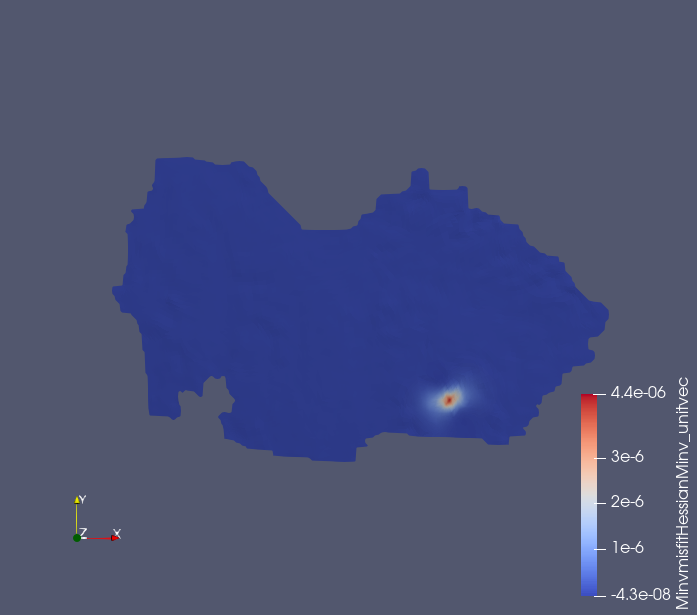 4.4e-06
3e-6
2e-6
1e-6
-4.3e-08
MinvmisfitHessianMinv_unitvec
Y
Z
X